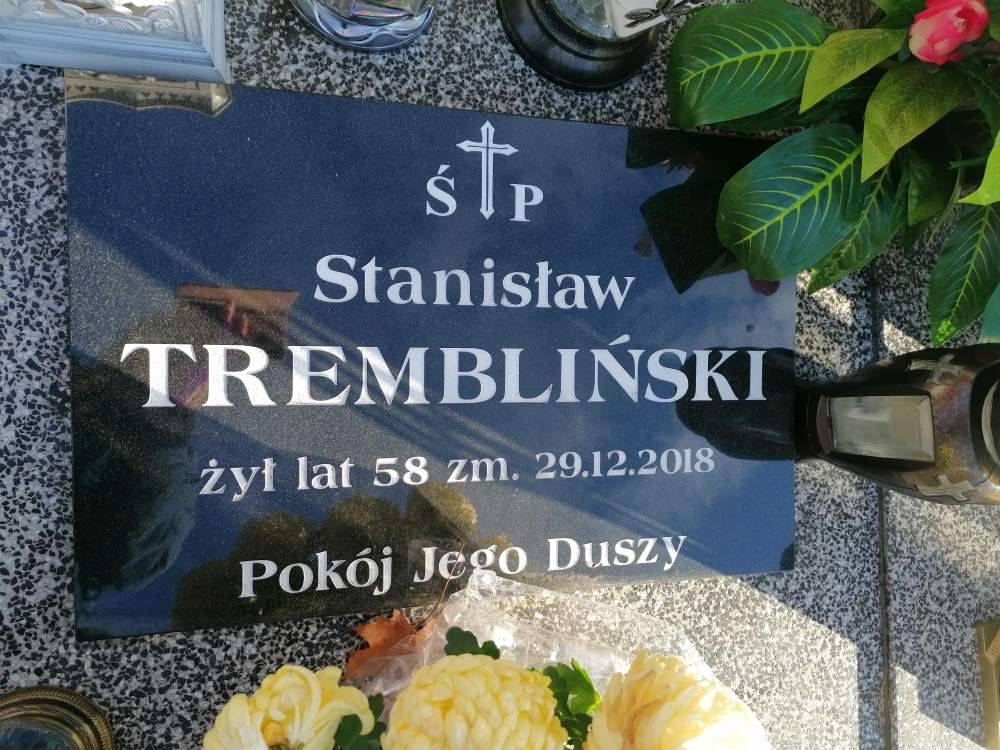 Ś P
Stanisław
TREMBLIŃSKI
żył lat 58 zm. 29.12.2018
Pokój Jego Duszy